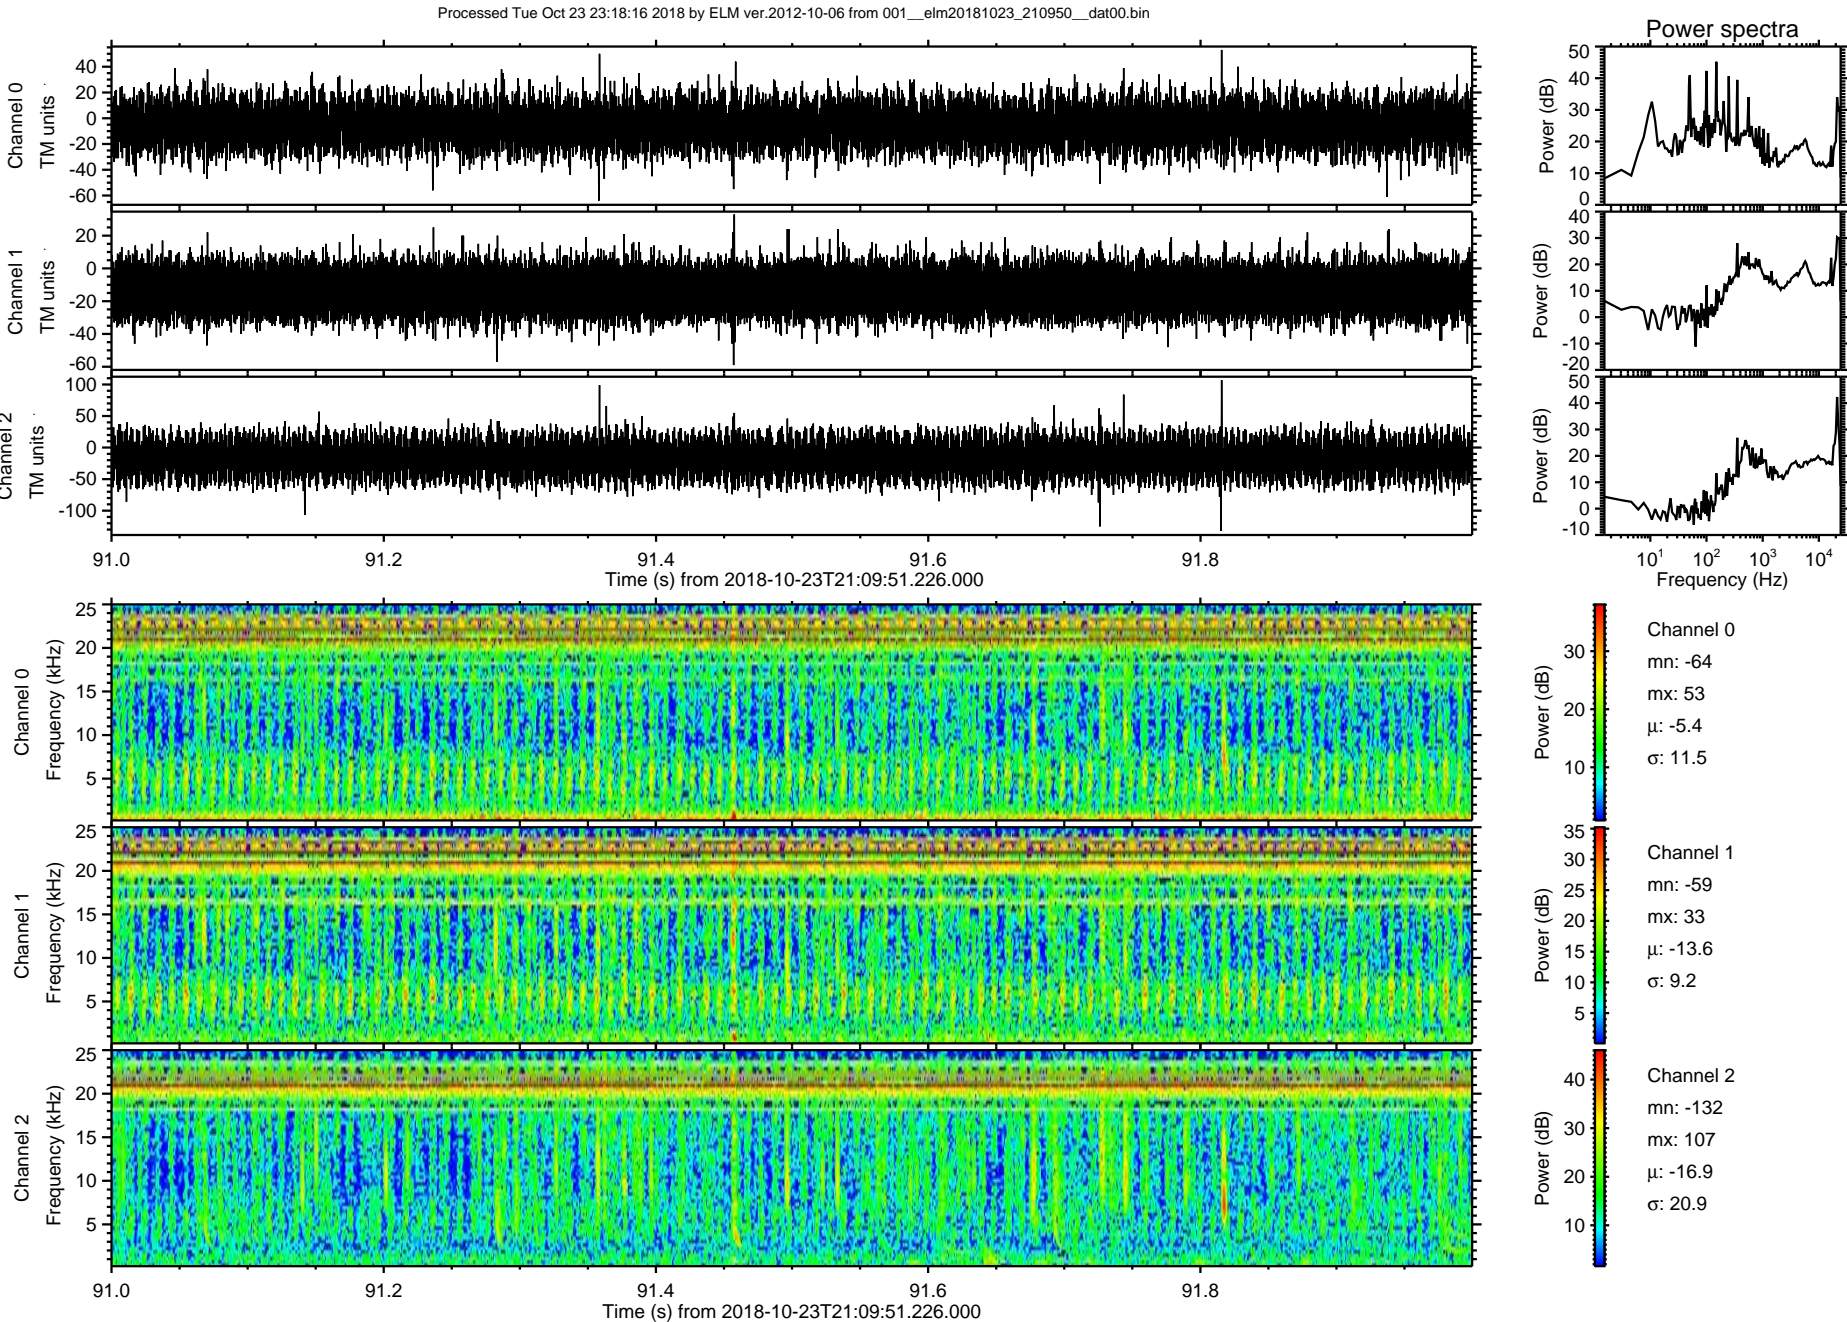 Processed Tue Oct 23 23:18:16 2018 by ELM ver.2012-10-06 from 001__elm20181023_210950__dat00.bin
Power spectra
Channel 0
TM units
40
20
0
-20
-40
-60
Power (dB)
50
40
30
20
10
0
Channel 1
TM units
20
0
-20
-40
-60
Power (dB)
40
30
20
10
0
-10
-20
Channel 2
TM units
100
50
0
-50
-100
Power (dB)
50
40
30
20
10
0
-10
91.0 91.2 91.4 91.6 91.8
Time (s) from 2018-10-23T21:09:51.226.000
10¹ 10² 10³ 10⁴
Frequency (Hz)
Channel 0
Frequency (kHz)
25
20
15
10
5
Power (dB)
30
20
10
Channel 0
mn: -64
mx: 53
μ: -5.4
σ: 11.5
Channel 1
Frequency (kHz)
25
20
15
10
5
Power (dB)
35
30
25
20
15
10
5
Channel 1
mn: -59
mx: 33
μ: -13.6
σ: 9.2
Channel 2
Frequency (kHz)
25
20
15
10
5
Power (dB)
40
30
20
10
Channel 2
mn: -132
mx: 107
μ: -16.9
σ: 20.9
91.0 91.2 91.4 91.6 91.8
Time (s) from 2018-10-23T21:09:51.226.000